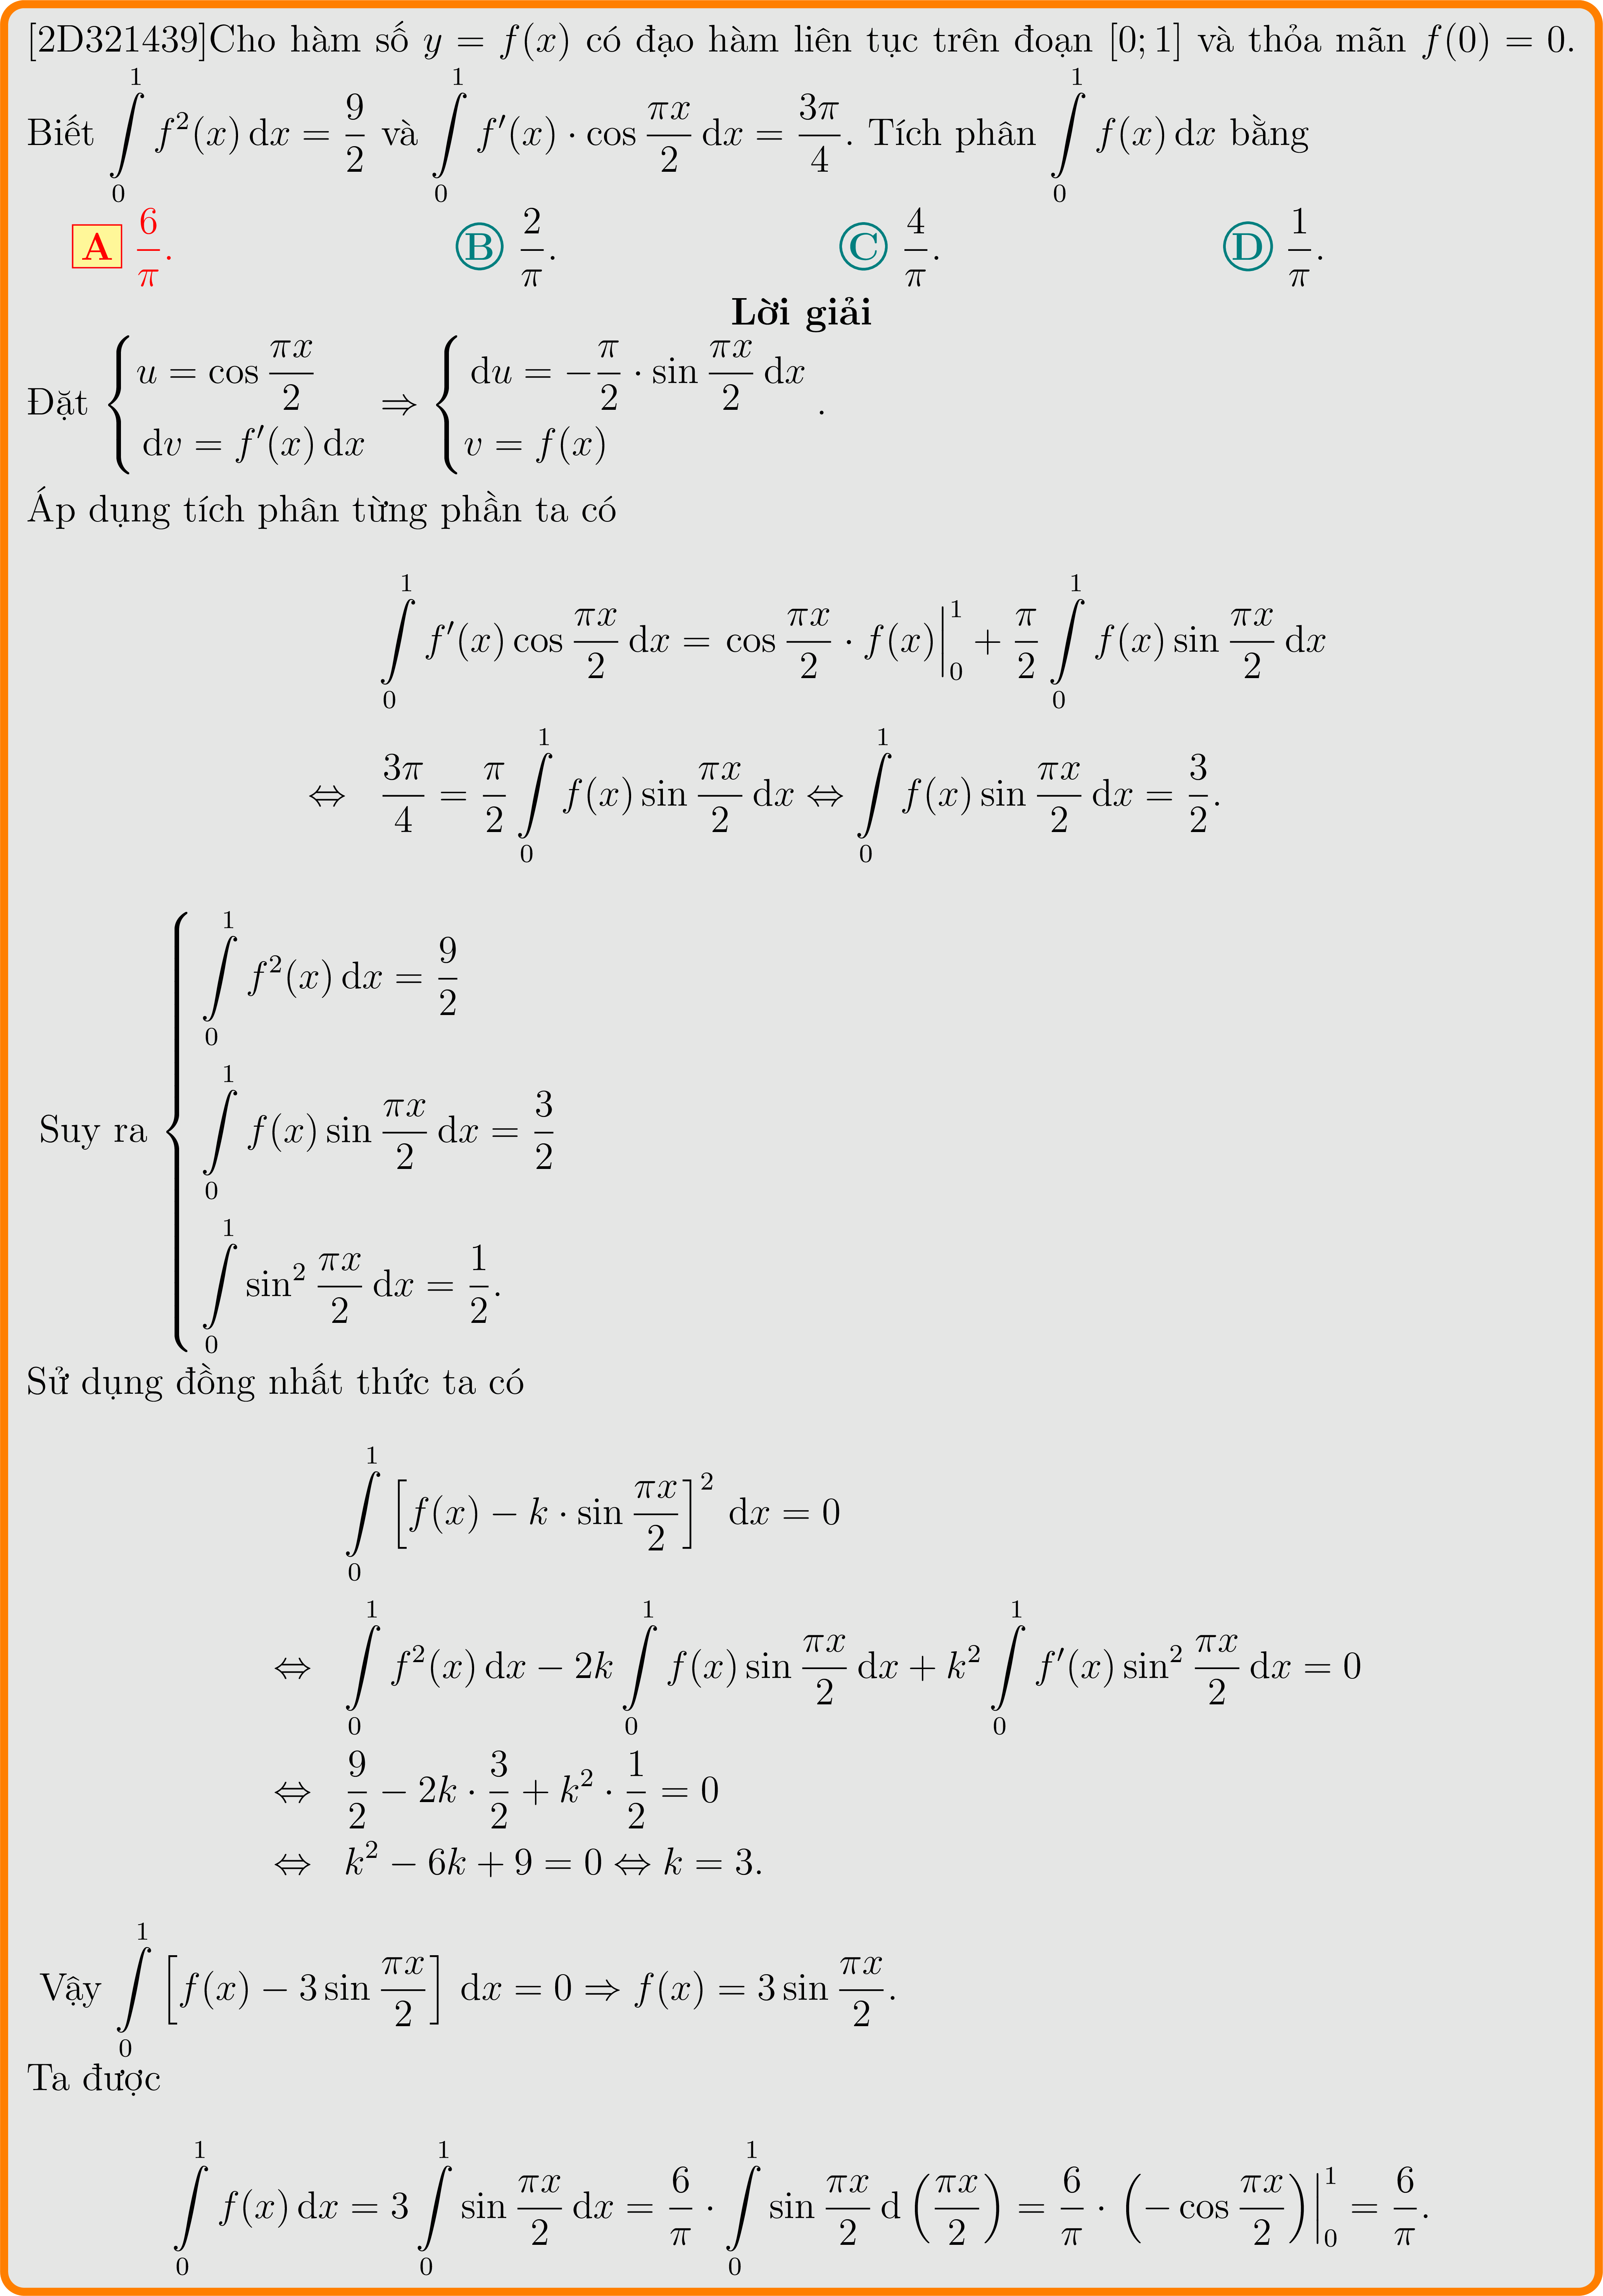 [2D321439]Cho hàm số $y = f(x)$ có đạo hàm liên tục trên đoạn $[0; 1]$ và thỏa mãn $f(0) = 0$.
Biết $\int\limits_0^1 f^2(x)\,\mathrm{d}x = \frac{9}{2}$ và $\int\limits_0^1 f'(x) \cdot \cos\frac{\pi x}{2}\,\mathrm{d}x = \frac{3\pi}{4}$. Tích phân $\int\limits_0^1 f(x)\,\mathrm{d}x$ bằng
A $\frac{6}{\pi}$. B $\frac{2}{\pi}$. C $\frac{4}{\pi}$. D $\frac{1}{\pi}$.
Lời giải
Đặt $\begin{cases} u = \cos\frac{\pi x}{2} \\ \mathrm{d}v = f'(x)\,\mathrm{d}x \end{cases} \Rightarrow \begin{cases} \mathrm{d}u = -\frac{\pi}{2} \cdot \sin\frac{\pi x}{2}\,\mathrm{d}x \\ v = f(x) \end{cases}$.
Áp dụng tích phân từng phần ta có
$\int\limits_0^1 f'(x)\cos\frac{\pi x}{2}\,\mathrm{d}x = \left.\cos\frac{\pi x}{2} \cdot f(x)\right|_0^1 + \frac{\pi}{2}\int\limits_0^1 f(x)\sin\frac{\pi x}{2}\,\mathrm{d}x$
$\Leftrightarrow \frac{3\pi}{4} = \frac{\pi}{2}\int\limits_0^1 f(x)\sin\frac{\pi x}{2}\,\mathrm{d}x \Leftrightarrow \int\limits_0^1 f(x)\sin\frac{\pi x}{2}\,\mathrm{d}x = \frac{3}{2}$.
Suy ra $\begin{cases} \int\limits_0^1 f^2(x)\,\mathrm{d}x = \frac{9}{2} \\ \int\limits_0^1 f(x)\sin\frac{\pi x}{2}\,\mathrm{d}x = \frac{3}{2} \\ \int\limits_0^1 \sin^2\frac{\pi x}{2}\,\mathrm{d}x = \frac{1}{2}. \end{cases}$
Sử dụng đồng nhất thức ta có
$\int\limits_0^1 \left[f(x) - k \cdot \sin\frac{\pi x}{2}\right]^2\,\mathrm{d}x = 0$
$\Leftrightarrow \int\limits_0^1 f^2(x)\,\mathrm{d}x - 2k\int\limits_0^1 f(x)\sin\frac{\pi x}{2}\,\mathrm{d}x + k^2\int\limits_0^1 f'(x)\sin^2\frac{\pi x}{2}\,\mathrm{d}x = 0$
$\Leftrightarrow \frac{9}{2} - 2k \cdot \frac{3}{2} + k^2 \cdot \frac{1}{2} = 0$
$\Leftrightarrow k^2 - 6k + 9 = 0 \Leftrightarrow k = 3$.
Vậy $\int\limits_0^1 \left[f(x) - 3\sin\frac{\pi x}{2}\right]\,\mathrm{d}x = 0 \Rightarrow f(x) = 3\sin\frac{\pi x}{2}$.
Ta được
$\int\limits_0^1 f(x)\,\mathrm{d}x = 3\int\limits_0^1 \sin\frac{\pi x}{2}\,\mathrm{d}x = \frac{6}{\pi} \cdot \int\limits_0^1 \sin\frac{\pi x}{2}\,\mathrm{d}\left(\frac{\pi x}{2}\right) = \frac{6}{\pi} \cdot \left.\left(-\cos\frac{\pi x}{2}\right)\right|_0^1 = \frac{6}{\pi}$.